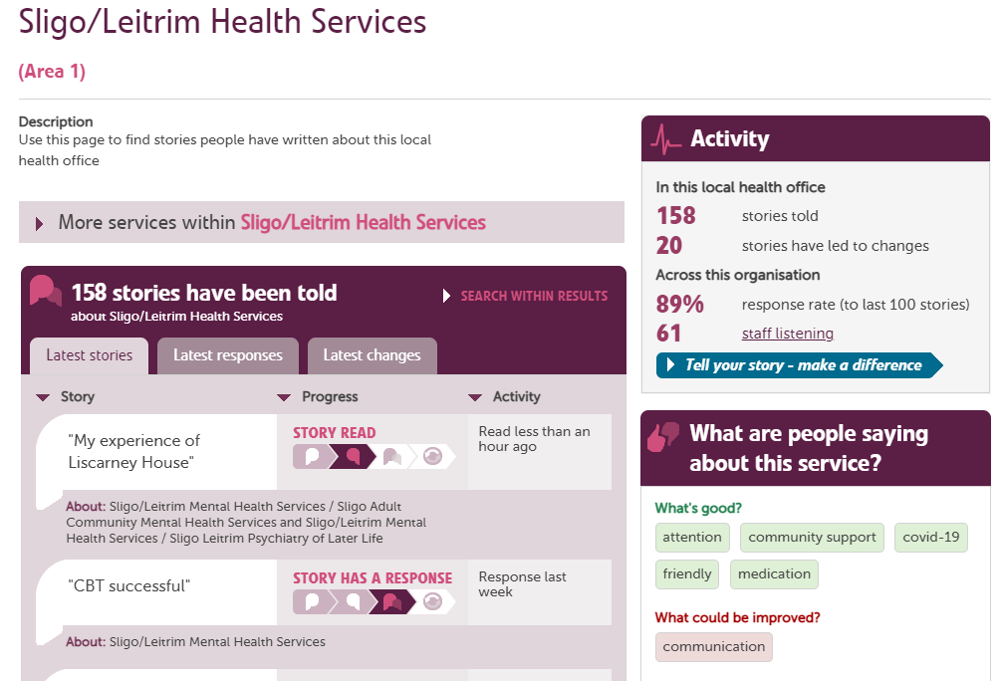 Sligo/Leitrim Health Services
(Area 1)
Description
Use this page to find stories people have written about this local
health office
More services within Sligo/Leitrim Health Services
158 stories have been told
about Sligo/Leitrim Health Services
SEARCH WITHIN RESULTS
Latest stories
Latest responses
Latest changes
Story
Progress
Activity
"My experience of
Liscarney House"
STORY READ
Read less than an
hour ago
About: Sligo/Leitrim Mental Health Services / Sligo Adult
Community Mental Health Services and Sligo/Leitrim Mental
Health Services / Sligo Leitrim Psychiatry of Later Life
"CBT successful"
STORY HAS A RESPONSE
Response last
week
About: Sligo/Leitrim Mental Health Services
Activity
In this local health office
158 stories told
20 stories have led to changes
Across this organisation
89% response rate (to last 100 stories)
61 staff listening
Tell your story - make a difference
What are people saying
about this service?
What's good?
attention community support covid-19
friendly medication
What could be improved?
communication